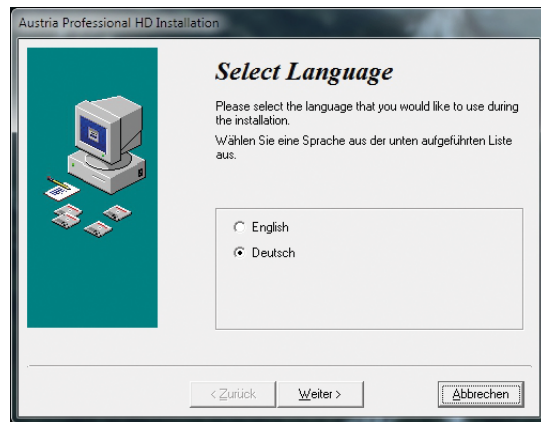 Austria Professional HD Installation
Select Language
Please select the language that you would like to use during
the installation.
Wählen Sie eine Sprache aus der unten aufgeführten Liste
aus.
English
Deutsch
< Zurück
Weiter >
Abbrechen